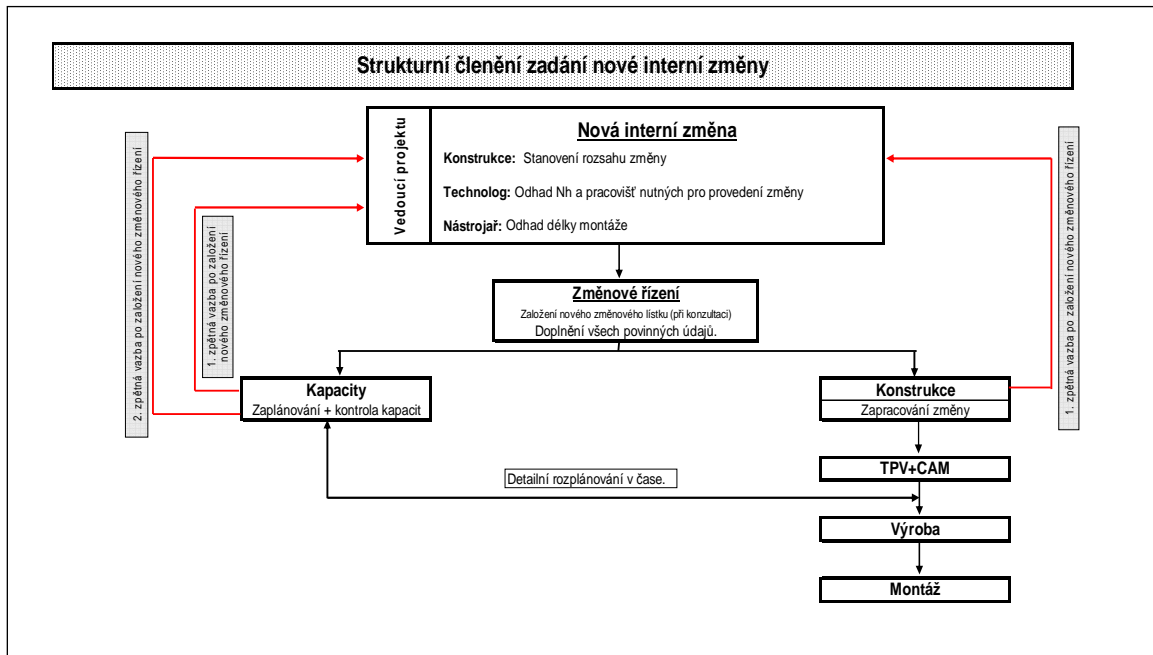 Strukturní členění zadání nové interní změny
Vedoucí projektu
Nová interní změna
Konstrukce: Stanovení rozsahu změny
Technolog: Odhad Nh a pracovišť nutných pro provedení změny
Nástrojař: Odhad délky montáže
2. zpětná vazba po založení nového změnového řízení
1. zpětná vazba po založení
nového změnového řízení
1. zpětná vazba po založení nového změnového řízení
Změnové řízení
Založení nového změnového lístku (při konzultaci)
Doplnění všech povinných údajů.
Kapacity
Zaplánování + kontrola kapacit
Konstrukce
Zapracování změny
TPV+CAM
Detailní rozplánování v čase.
Výroba
Montáž